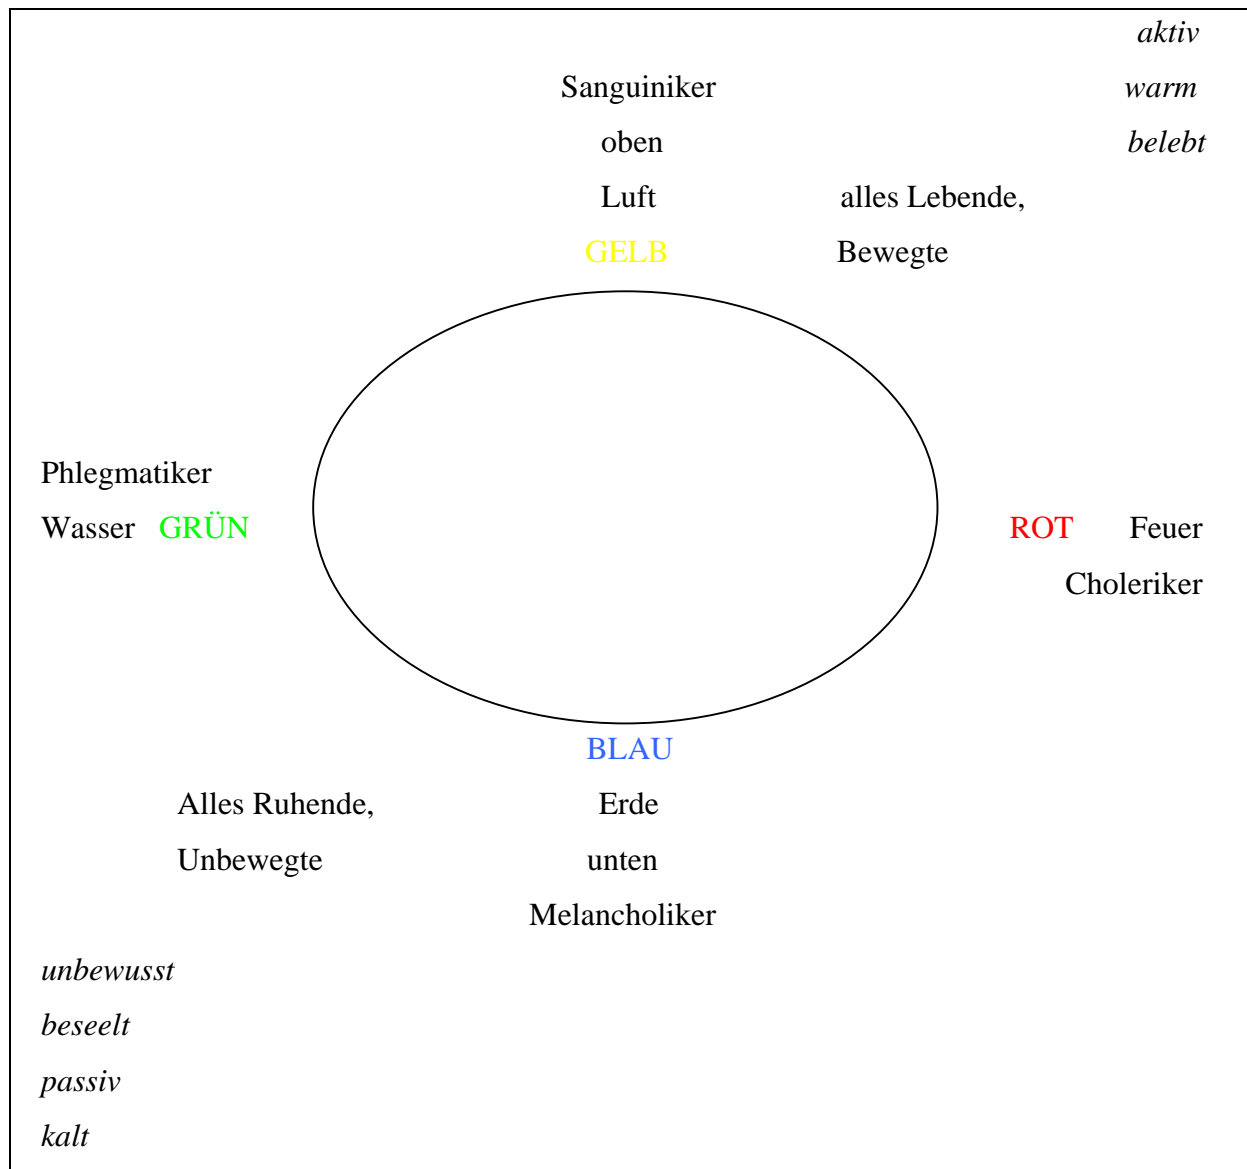 aktiv
Sanguiniker warm
oben belebt
Luft alles Lebende,
GELB Bewegte
Phlegmatiker
Wasser GRÜN ROT Feuer
Choleriker
BLAU
Alles Ruhende, Erde
Unbewegte unten
Melancholiker
unbewusst
beseelt
passiv
kalt